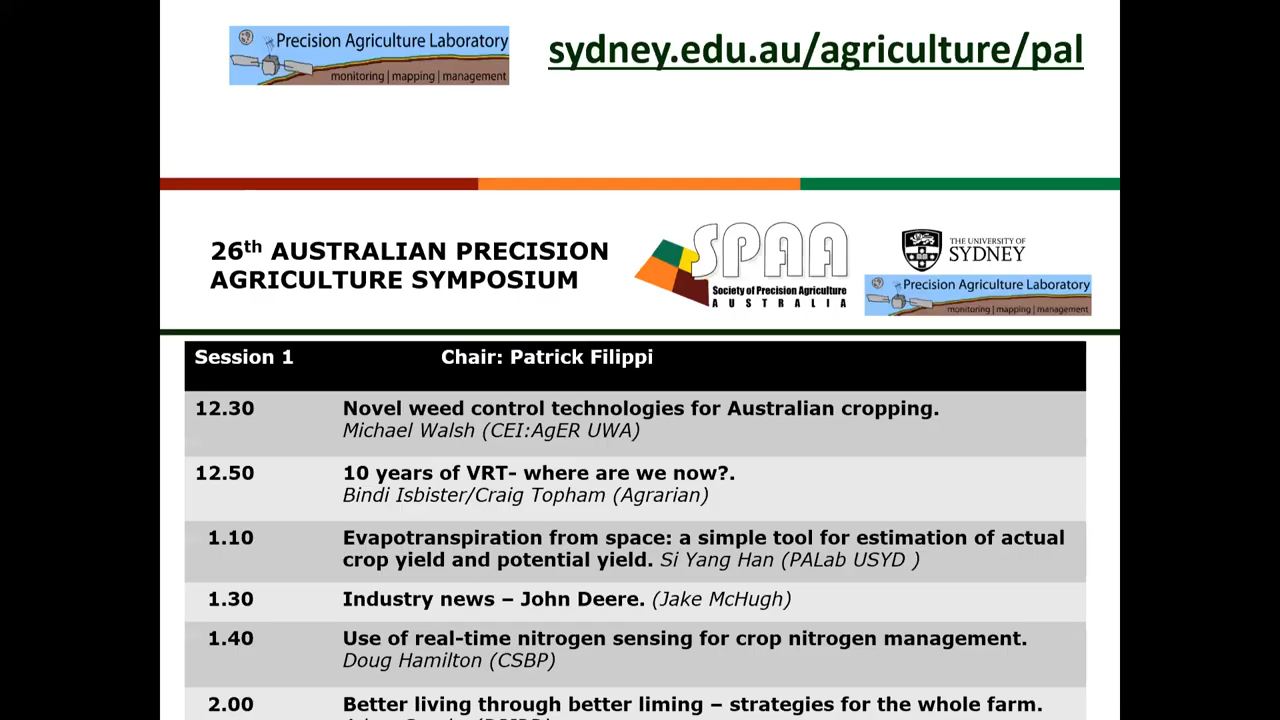 Precision Agriculture Laboratory
monitoring | mapping | management
sydney.edu.au/agriculture/pal
26th AUSTRALIAN PRECISION
AGRICULTURE SYMPOSIUM
SPAA
Society of Precision Agriculture
AUSTRALIA
THE UNIVERSITY OF
SYDNEY
Precision Agriculture Laboratory
monitoring | mapping | management
Session 1 Chair: Patrick Filippi
12.30 Novel weed control technologies for Australian cropping.
Michael Walsh (CEI:AgER UWA)
12.50 10 years of VRT- where are we now?.
Bindi Isbister/Craig Topham (Agrarian)
1.10 Evapotranspiration from space: a simple tool for estimation of actual
crop yield and potential yield. Si Yang Han (PALab USYD )
1.30 Industry news – John Deere. (Jake McHugh)
1.40 Use of real-time nitrogen sensing for crop nitrogen management.
Doug Hamilton (CSBP)
2.00 Better living through better liming – strategies for the whole farm.